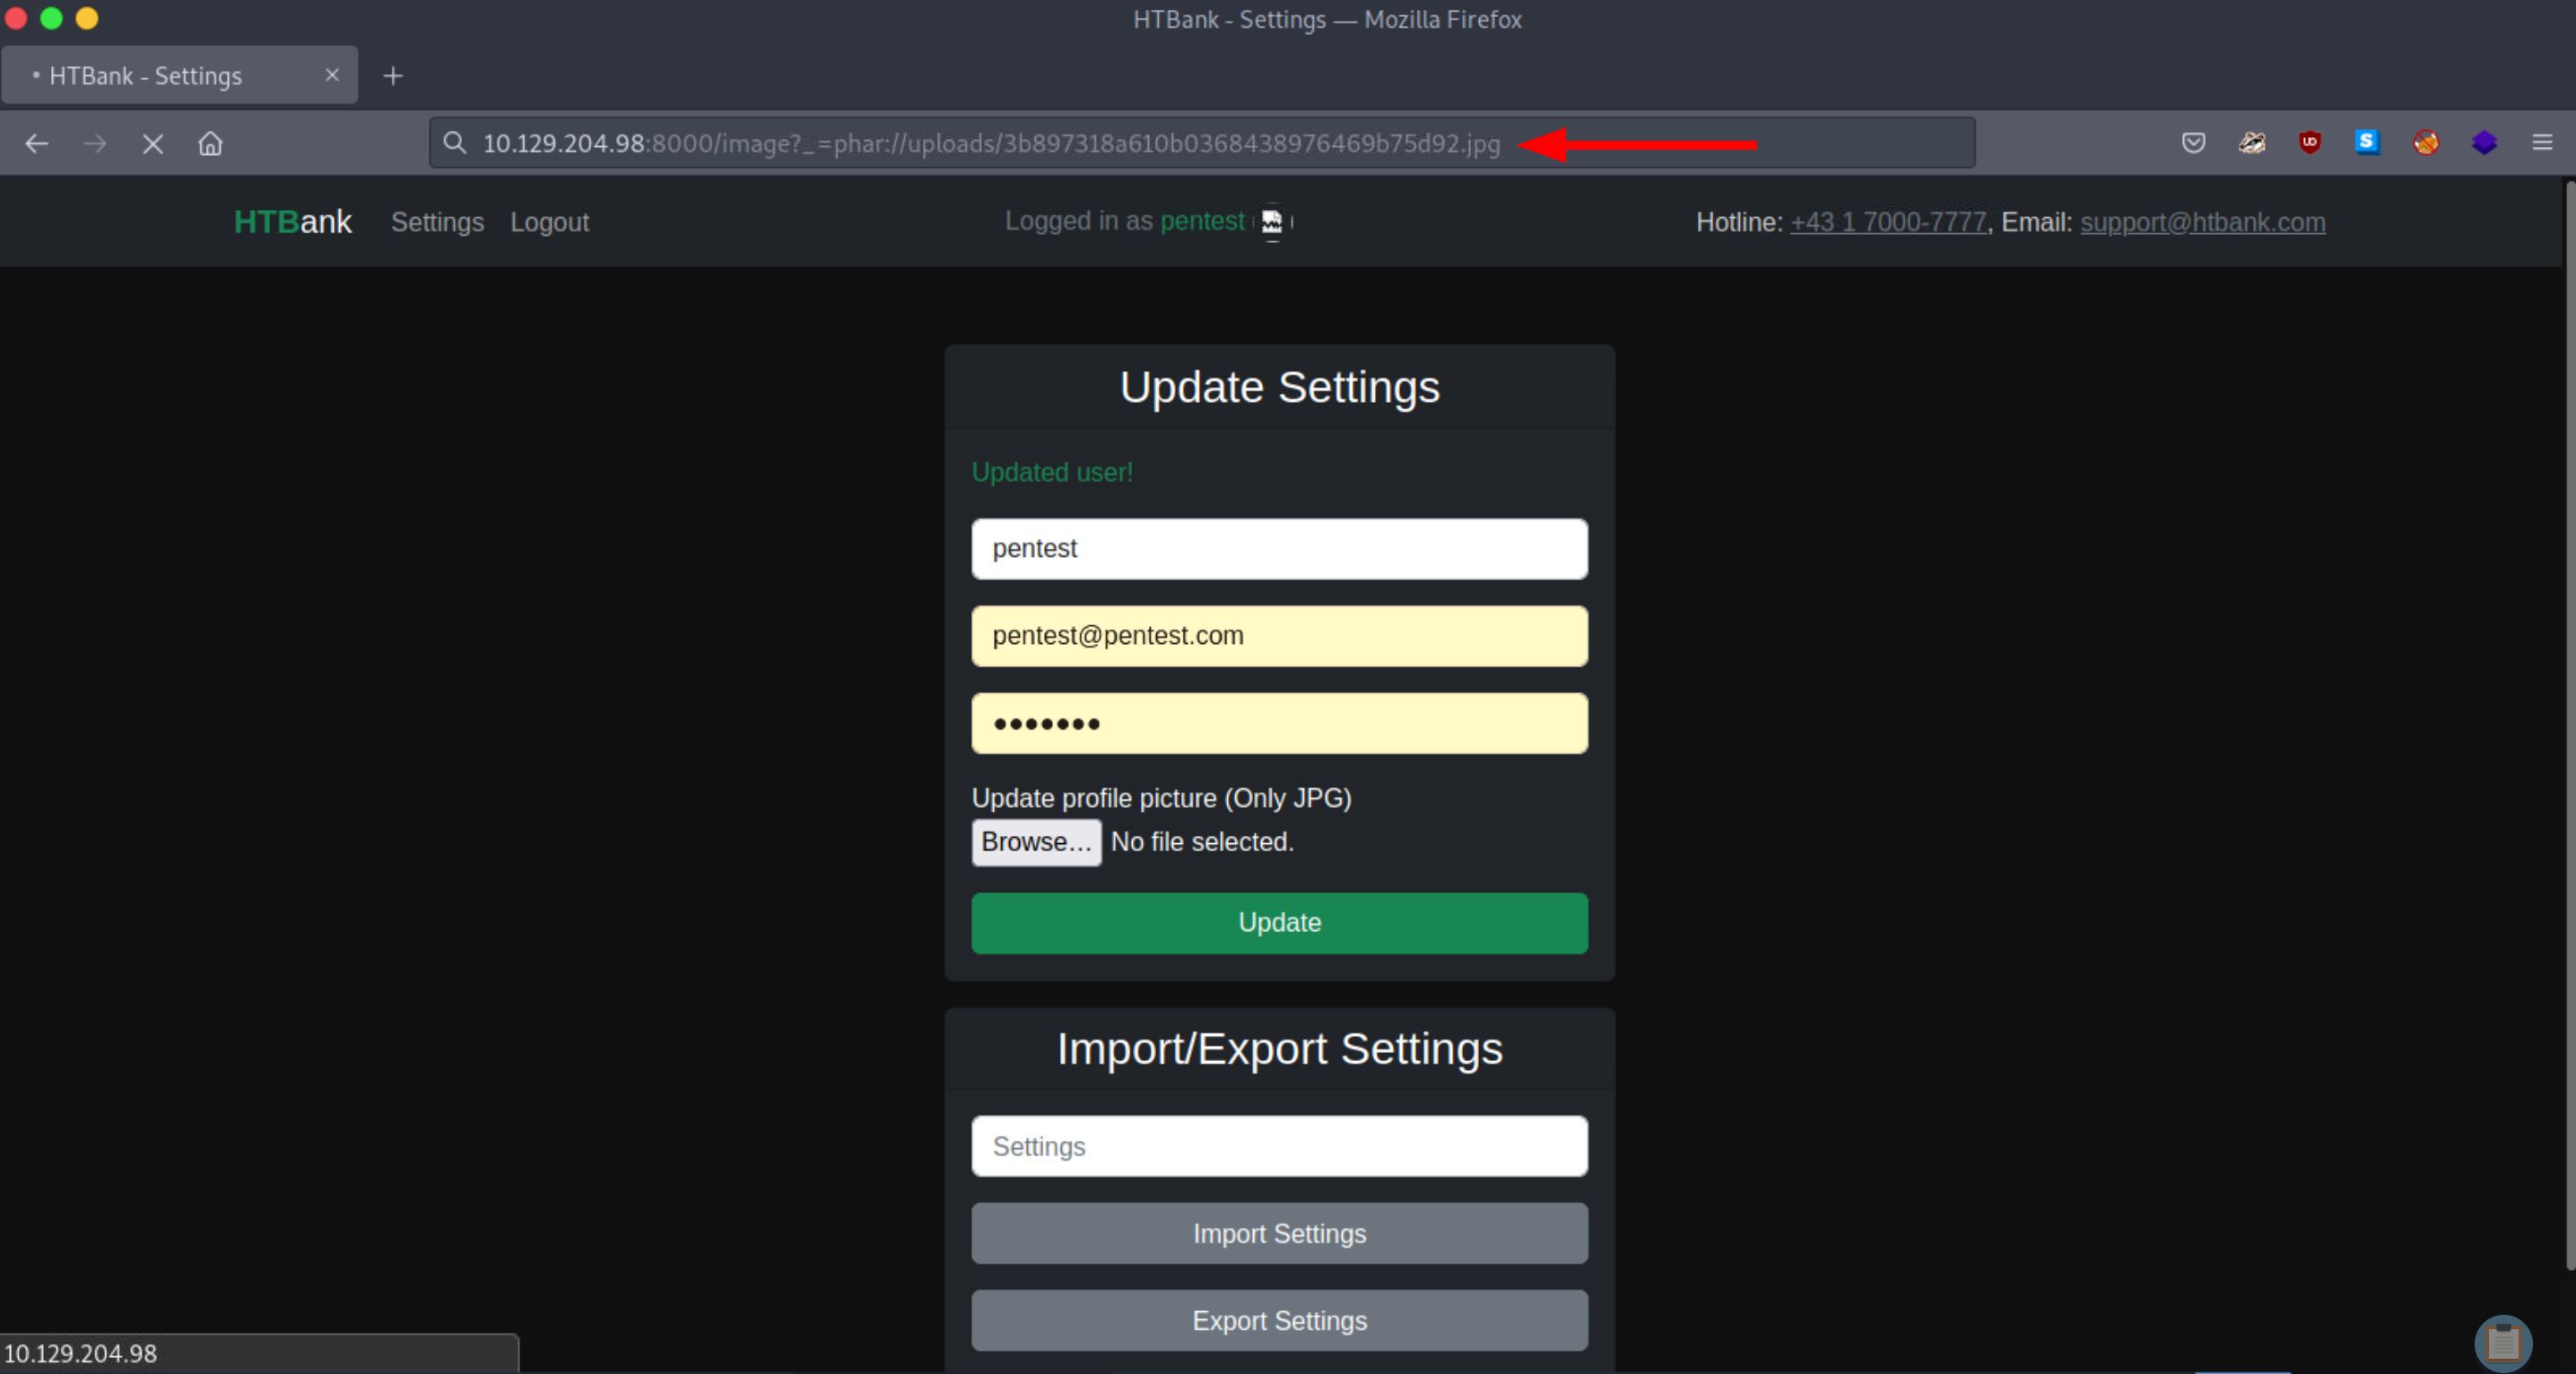 HTBank - Settings — Mozilla Firefox
HTBank - Settings
10.129.204.98:8000/image?_=phar://uploads/3b897318a610b0368438976469b75d92.jpg
HTBank Settings Logout Logged in as pentest Hotline: +43 1 7000-7777, Email: support@htbank.com
Update Settings
Updated user!
pentest
pentest@pentest.com
•••••••
Update profile picture (Only JPG)
Browse… No file selected.
Update
Import/Export Settings
Settings
Import Settings
Export Settings
10.129.204.98